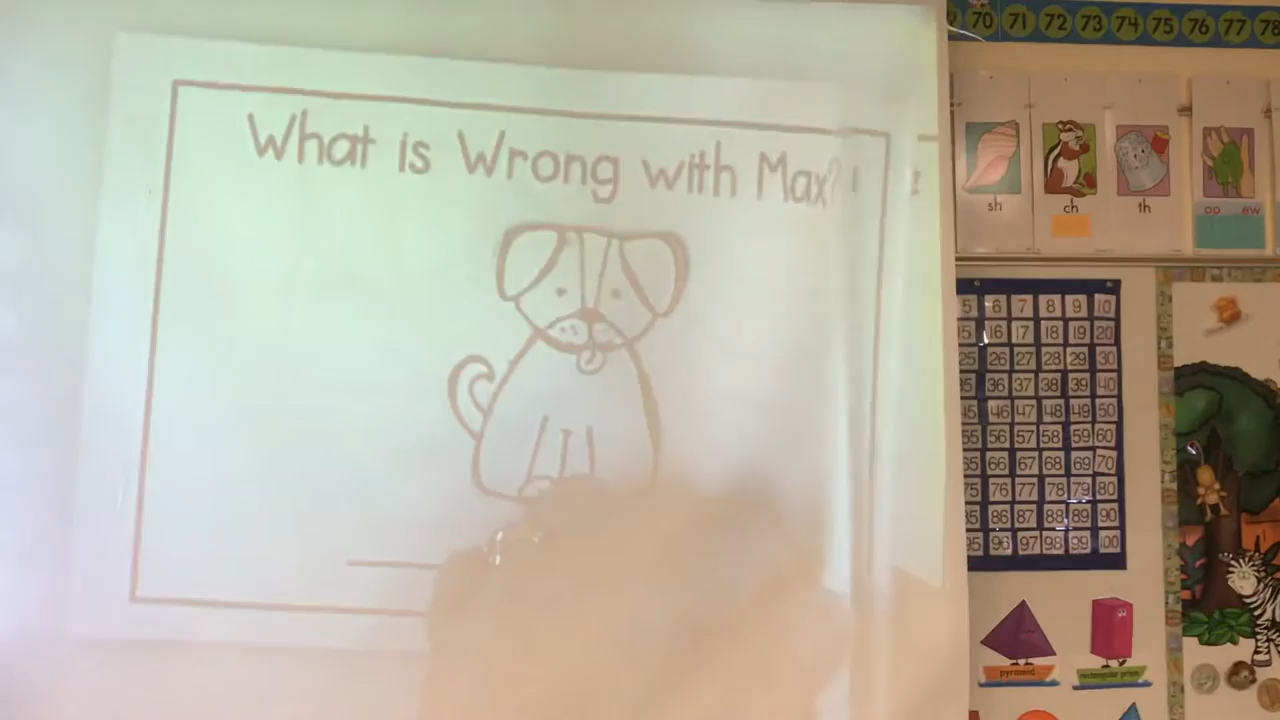 What is Wrong with Max?
70 71 72 73 74 75 76 77 78
sh ch th oo ew
5 6 7 8 9 10
15 16 17 18 19 20
25 26 27 28 29 30
35 36 37 38 39 40
45 46 47 48 49 50
55 56 57 58 59 60
65 66 67 68 69 70
75 76 77 78 79 80
85 86 87 88 89 90
95 96 97 98 99 100
pyramid rectangular prism